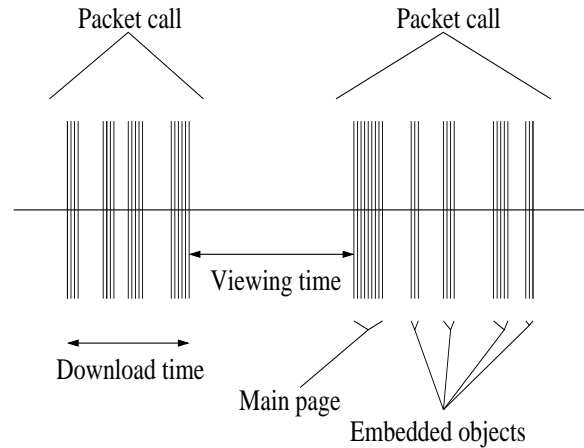 Packet call
Packet call
Viewing time
Download time
Main page
Embedded objects